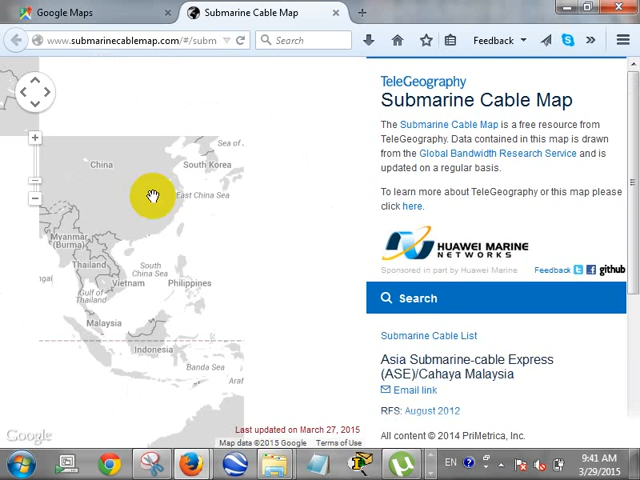 Google Maps
Submarine Cable Map
www.submarinecablemap.com/#/subm
Search
Feedback
TeleGeography
Submarine Cable Map
The Submarine Cable Map is a free resource from
TeleGeography. Data contained in this map is drawn
from the Global Bandwidth Research Service and is
updated on a regular basis.
To learn more about TeleGeography or this map please
click here.
HUAWEI MARINE
NETWORKS
Sponsored in part by Huawei Marine
Feedback
github
Search
Submarine Cable List
Asia Submarine-cable Express
(ASE)/Cahaya Malaysia
Email link
RFS: August 2012
All content © 2014 PriMetrica, Inc.
Sea of
China
South Korea
East China Sea
Myanmar
(Burma)
Thailand
South
China Sea
Philippines
Vietnam
Gulf of
Thailand
Malaysia
Indonesia
Banda Sea
Last updated on March 27, 2015
Google
Map data ©2015 Google
Terms of Use
EN
9:41 AM
3/29/2015